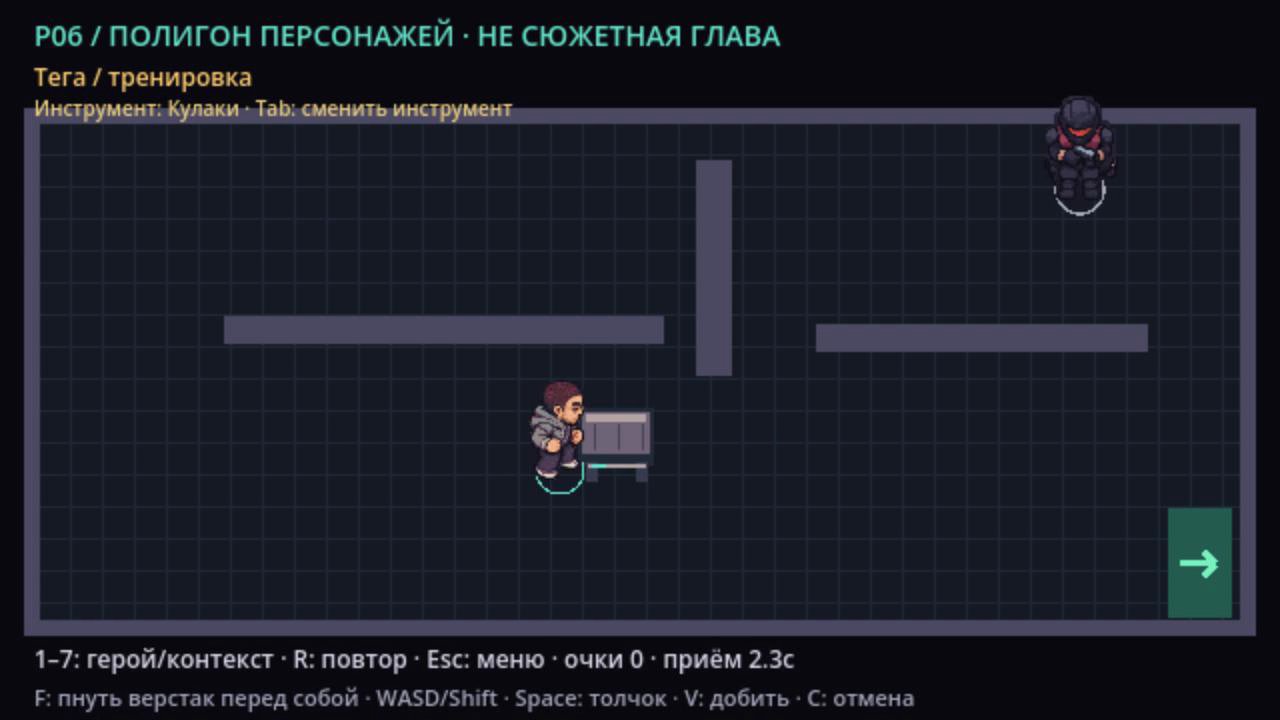 P06 / ПОЛИГОН ПЕРСОНАЖЕЙ · НЕ СЮЖЕТНАЯ ГЛАВА
Тега / тренировка
Инструмент: Кулаки · Tab: сменить инструмент
→
1–7: герой/контекст · R: повтор · Esc: меню · очки 0 · приём 2.3с
F: пнуть верстак перед собой · WASD/Shift · Space: толчок · V: добить · C: отмена